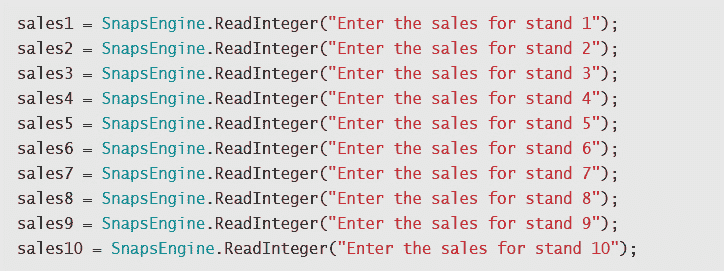 sales1 = SnapsEngine.ReadInteger("Enter the sales for stand 1");
sales2 = SnapsEngine.ReadInteger("Enter the sales for stand 2");
sales3 = SnapsEngine.ReadInteger("Enter the sales for stand 3");
sales4 = SnapsEngine.ReadInteger("Enter the sales for stand 4");
sales5 = SnapsEngine.ReadInteger("Enter the sales for stand 5");
sales6 = SnapsEngine.ReadInteger("Enter the sales for stand 6");
sales7 = SnapsEngine.ReadInteger("Enter the sales for stand 7");
sales8 = SnapsEngine.ReadInteger("Enter the sales for stand 8");
sales9 = SnapsEngine.ReadInteger("Enter the sales for stand 9");
sales10 = SnapsEngine.ReadInteger("Enter the sales for stand 10");